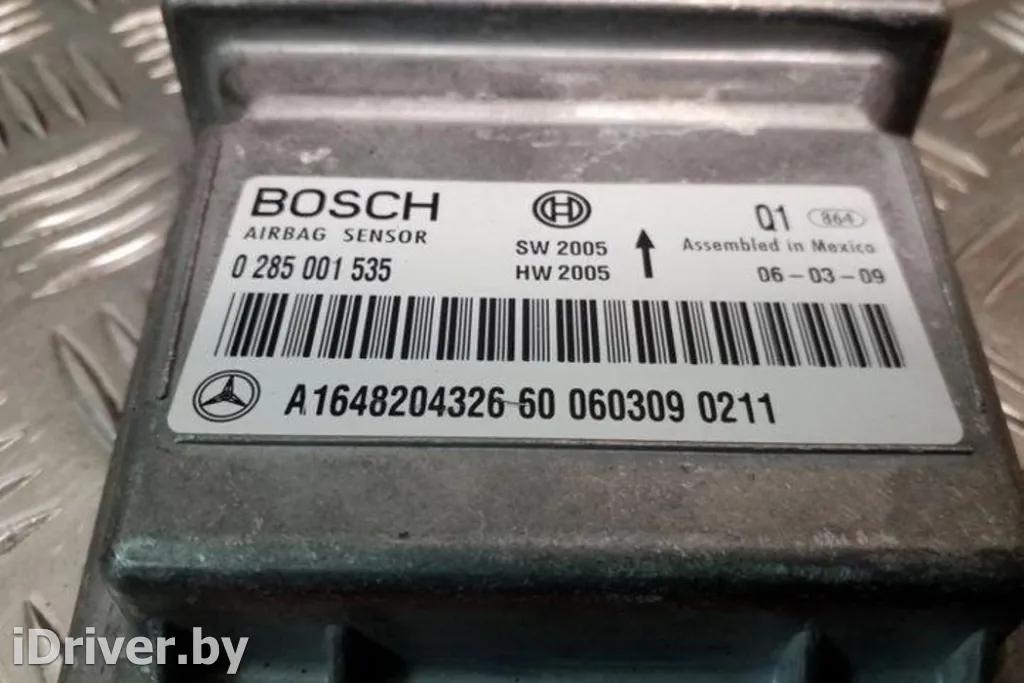 BOSCH
AIRBAG SENSOR
0 285 001 535
SW 2005
HW 2005
Q1 864
Assembled in Mexico
06-03-09
A1648204326 60 060309 0211
iDriver.by